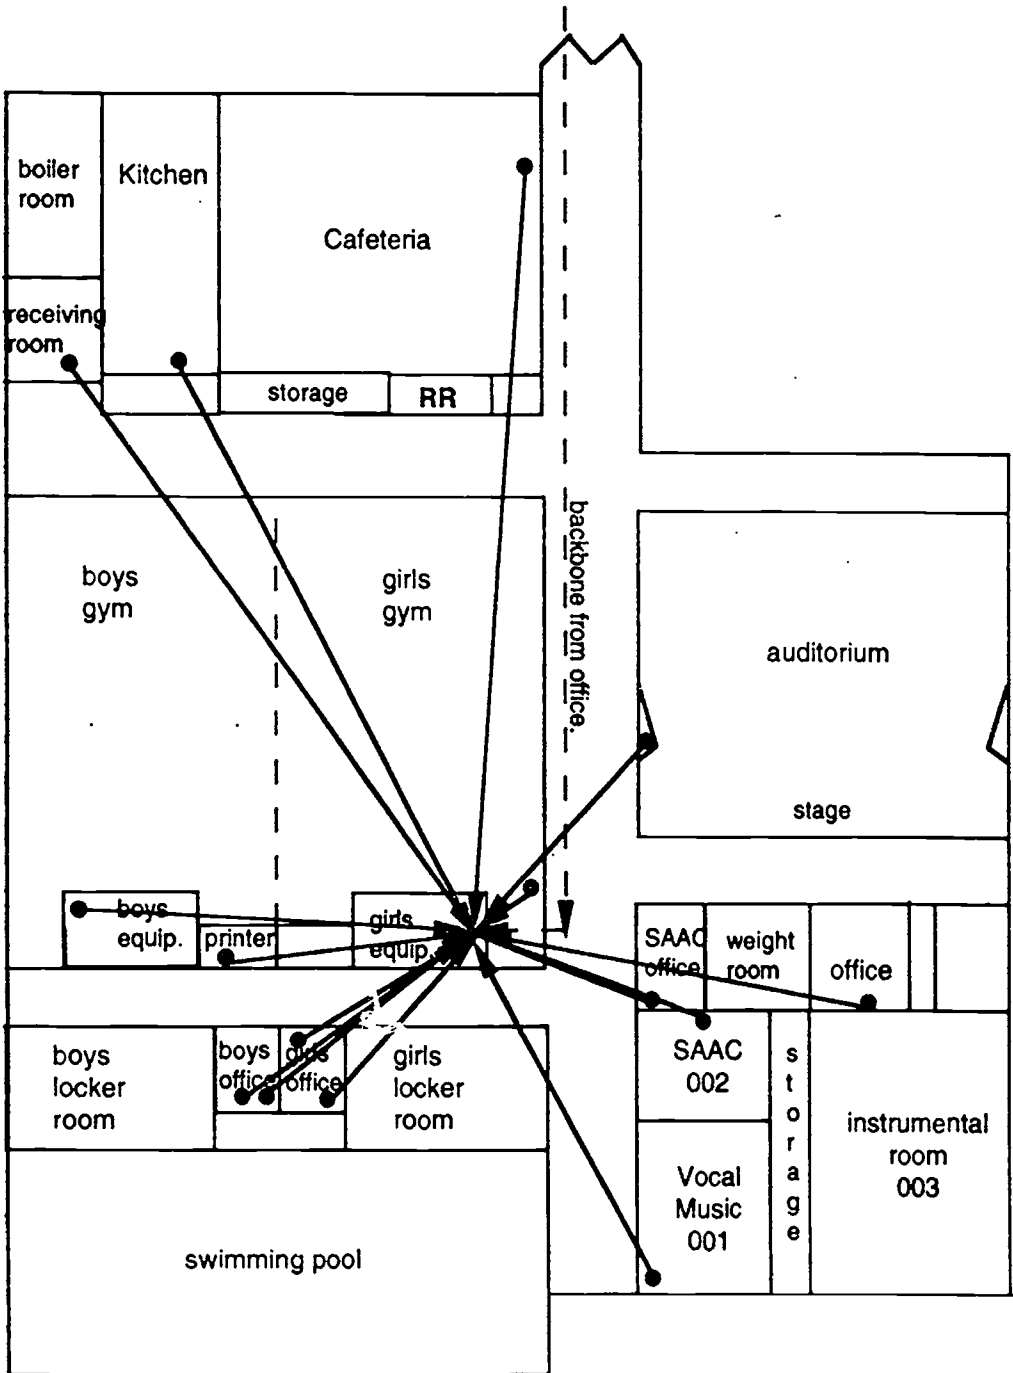 boiler
room
Kitchen
Cafeteria
receiving
room
storage
RR
backbone from office.
boys
gym
girls
gym
auditorium
stage
boys
equip.
printer
girls
equip.
SAAC
office
weight
room
office
boys
locker
room
boys
office
girls
office
girls
locker
room
SAAC
002
storage
instrumental
room
003
Vocal
Music
001
swimming pool